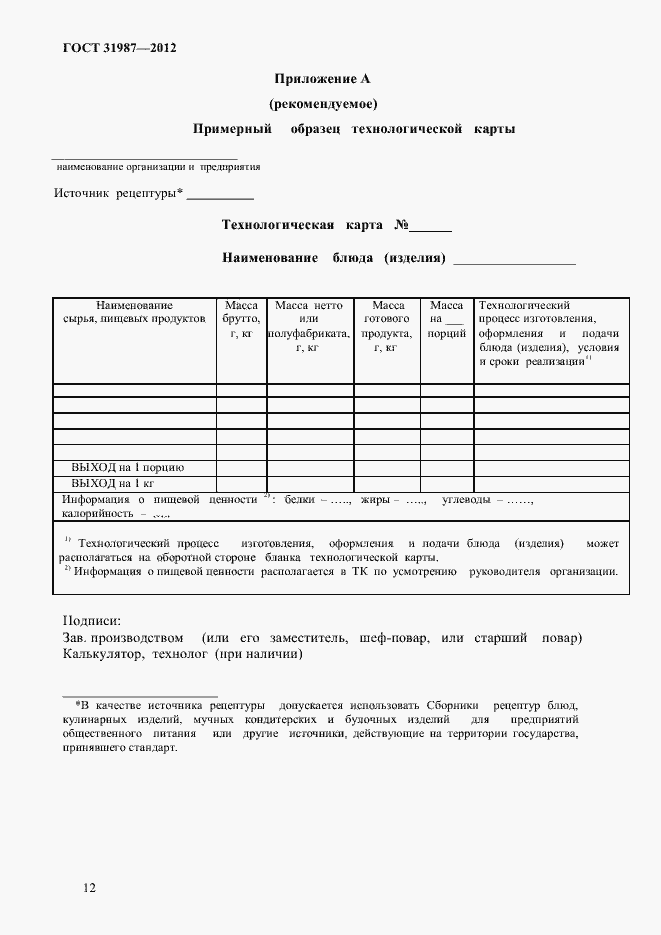 ГОСТ 31987—2012
Приложение А
(рекомендуемое)
Примерный образец технологической карты
наименование организации и предприятия
Источник рецептуры* __________
Технологическая карта №______
Наименование блюда (изделия) __________________
Наименование сырья, пищевых продуктов
Масса брутто, г, кг
Масса нетто или полуфабриката, г, кг
Масса готового продукта, г, кг
Масса на ___ порций
Технологический процесс изготовления, оформления и подачи блюда (изделия), условия и сроки реализации¹⁾
ВЫХОД на 1 порцию
ВЫХОД на 1 кг
Информация о пищевой ценности ²⁾: белки – ….., жиры – ….., углеводы – ……,
калорийность – …..
¹⁾ Технологический процесс изготовления, оформления и подачи блюда (изделия) может
располагаться на оборотной стороне бланка технологической карты.
²⁾ Информация о пищевой ценности располагается в ТК по усмотрению руководителя организации.
Подписи:
Зав. производством (или его заместитель, шеф-повар, или старший повар)
Калькулятор, технолог (при наличии)
*В качестве источника рецептуры допускается использовать Сборники рецептур блюд,
кулинарных изделий, мучных кондитерских и булочных изделий для предприятий
общественного питания или другие источники, действующие на территории государства,
принявшего стандарт.
12